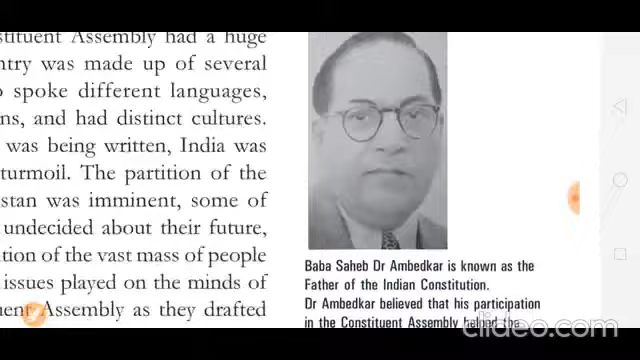 stituent Assembly had a huge
ntry was made up of several
o spoke different languages,
ns, and had distinct cultures.
was being written, India was
turmoil. The partition of the
stan was imminent, some of
undecided about their future,
tion of the vast mass of people
issues played on the minds of
uent Assembly as they drafted
Baba Saheb Dr Ambedkar is known as the
Father of the Indian Constitution.
Dr Ambedkar believed that his participation
in the Constituent Assembly helped the
clideo.com